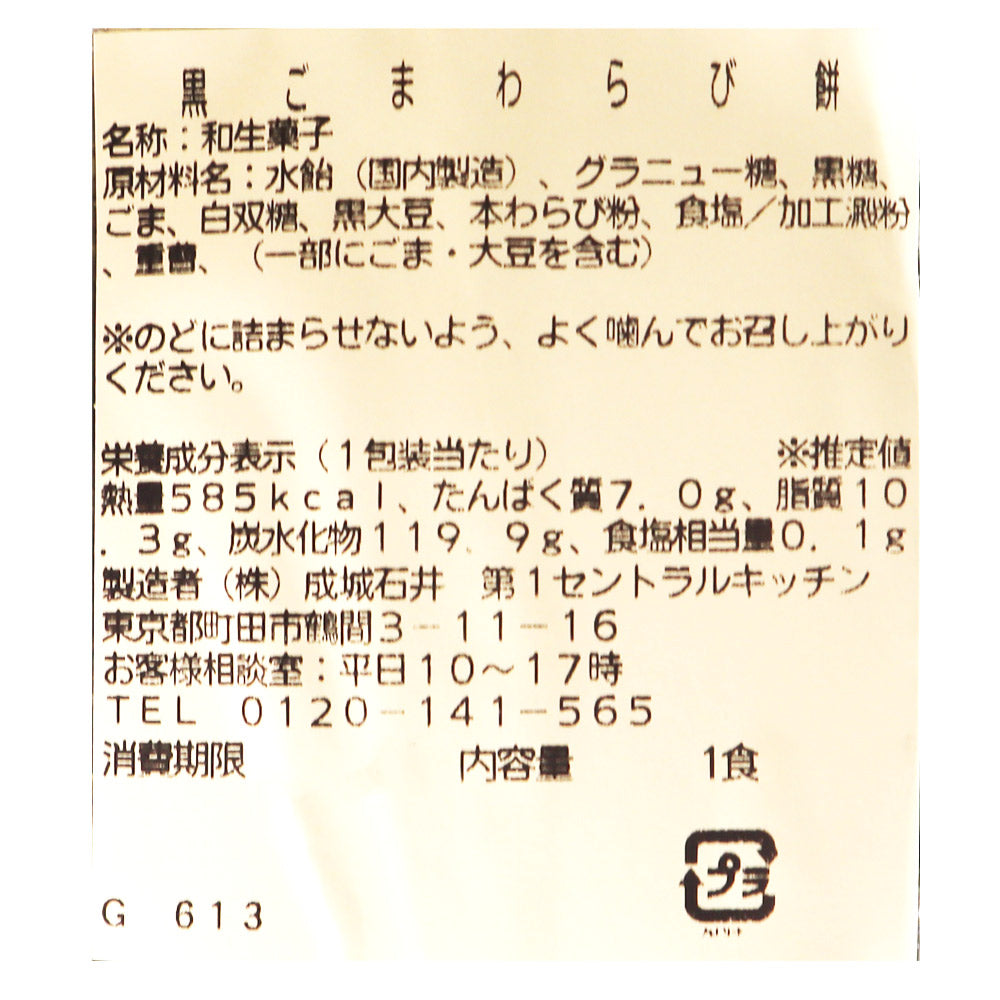 黒ごまわらび餅
名称：和生菓子
原材料名：水飴（国内製造）、グラニュー糖、黒糖、
ごま、白双糖、黒大豆、本わらび粉、食塩／加工澱粉
、重曹、（一部にごま・大豆を含む）
※のどに詰まらせないよう、よく噛んでお召し上がり
ください。
栄養成分表示（１包装当たり） ※推定値
熱量５８５ｋｃａｌ、たんぱく質７．０ｇ、脂質１０
．３ｇ、炭水化物１１９．９ｇ、食塩相当量０．１ｇ
製造者（株）成城石井　第１セントラルキッチン
東京都町田市鶴間３－１１－１６
お客様相談室：平日１０～１７時
ＴＥＬ　０１２０－１４１－５６５
消費期限 内容量 1食
プラ
G 613